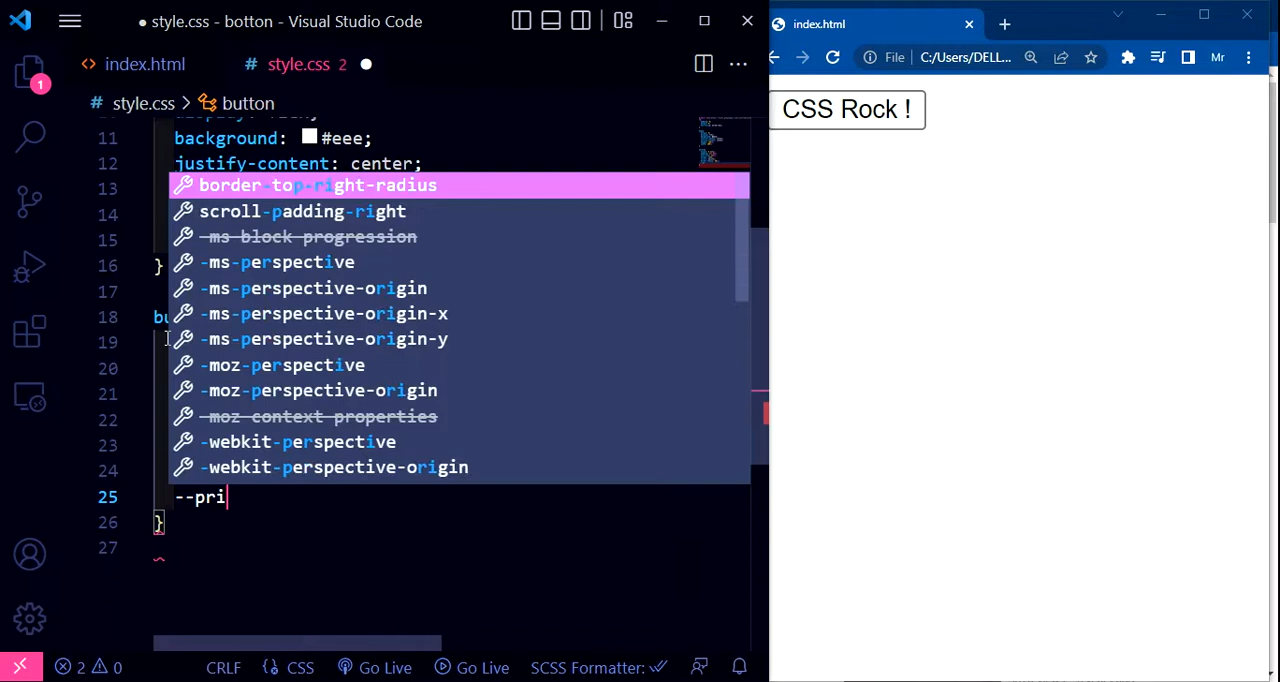 ● style.css - botton - Visual Studio Code
<> index.html
# style.css 2 ●
# style.css > button
11 background: #eee;
12 justify-content: center;
13
14
15
16 }
17
18 bu
19
20
21
22
23
24
25 --pri
26 }
27
border-top-right-radius
scroll-padding-right
-ms-block-progression
-ms-perspective
-ms-perspective-origin
-ms-perspective-origin-x
-ms-perspective-origin-y
-moz-perspective
-moz-perspective-origin
-moz-context-properties
-webkit-perspective
-webkit-perspective-origin
1
2 0 CRLF CSS Go Live Go Live SCSS Formatter:
index.html
File C:/Users/DELL... Mr
CSS Rock !